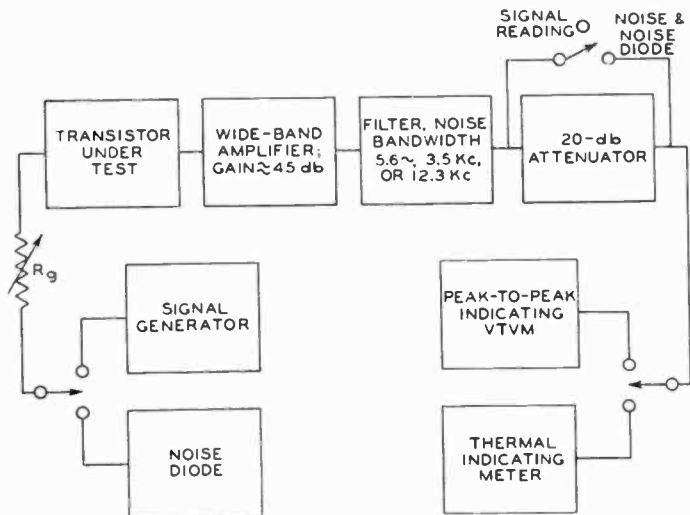 SIGNAL
READING
NOISE &
NOISE
DIODE
TRANSISTOR
UNDER
TEST
WIDE-BAND
AMPLIFIER;
GAIN≈45 db
FILTER, NOISE
BANDWIDTH
5.6~, 3.5 Kc,
OR 12.3 Kc
20-db
ATTENUATOR
Rg
SIGNAL
GENERATOR
PEAK-TO-PEAK
INDICATING
VTVM
NOISE
DIODE
THERMAL
INDICATING
METER